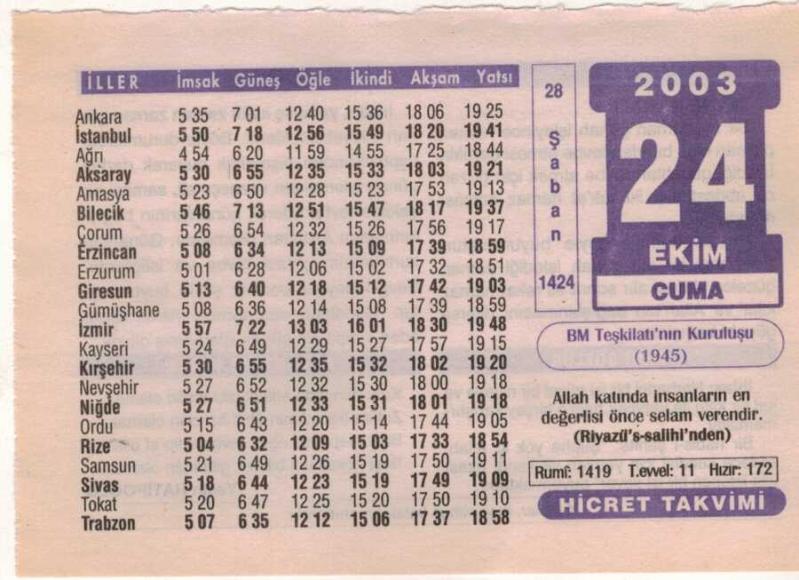 İLLER İmsak Güneş Öğle İkindi Akşam Yatsı
Ankara 5 35 7 01 12 40 15 36 18 06 19 25
İstanbul 5 50 7 18 12 56 15 49 18 20 19 41
Ağrı 4 54 6 20 11 59 14 55 17 25 18 44
Aksaray 5 30 6 55 12 35 15 33 18 03 19 21
Amasya 5 23 6 50 12 28 15 23 17 53 19 13
Bilecik 5 46 7 13 12 51 15 47 18 17 19 37
Çorum 5 26 6 54 12 32 15 26 17 56 19 17
Erzincan 5 08 6 34 12 13 15 09 17 39 18 59
Erzurum 5 01 6 28 12 06 15 02 17 32 18 51
Giresun 5 13 6 40 12 18 15 12 17 42 19 03
Gümüşhane 5 08 6 36 12 14 15 08 17 39 18 59
İzmir 5 57 7 22 13 03 16 01 18 30 19 48
Kayseri 5 24 6 49 12 29 15 27 17 57 19 15
Kırşehir 5 30 6 55 12 35 15 32 18 02 19 20
Nevşehir 5 27 6 52 12 32 15 30 18 00 19 18
Niğde 5 27 6 51 12 33 15 31 18 01 19 18
Ordu 5 15 6 43 12 20 15 14 17 44 19 05
Rize 5 04 6 32 12 09 15 03 17 33 18 54
Samsun 5 21 6 49 12 26 15 19 17 50 19 11
Sivas 5 18 6 44 12 23 15 19 17 49 19 09
Tokat 5 20 6 47 12 25 15 20 17 50 19 10
Trabzon 5 07 6 35 12 12 15 06 17 37 18 58
28
Şaban
1424
2003
24
EKİM
CUMA
BM Teşkilatı'nın Kuruluşu
(1945)
Allah katında insanların en
değerlisi önce selam verendir.
(Riyazü's-salihi'nden)
Rumî: 1419 T.evvel: 11 Hızır: 172
HİCRET TAKVİMİ